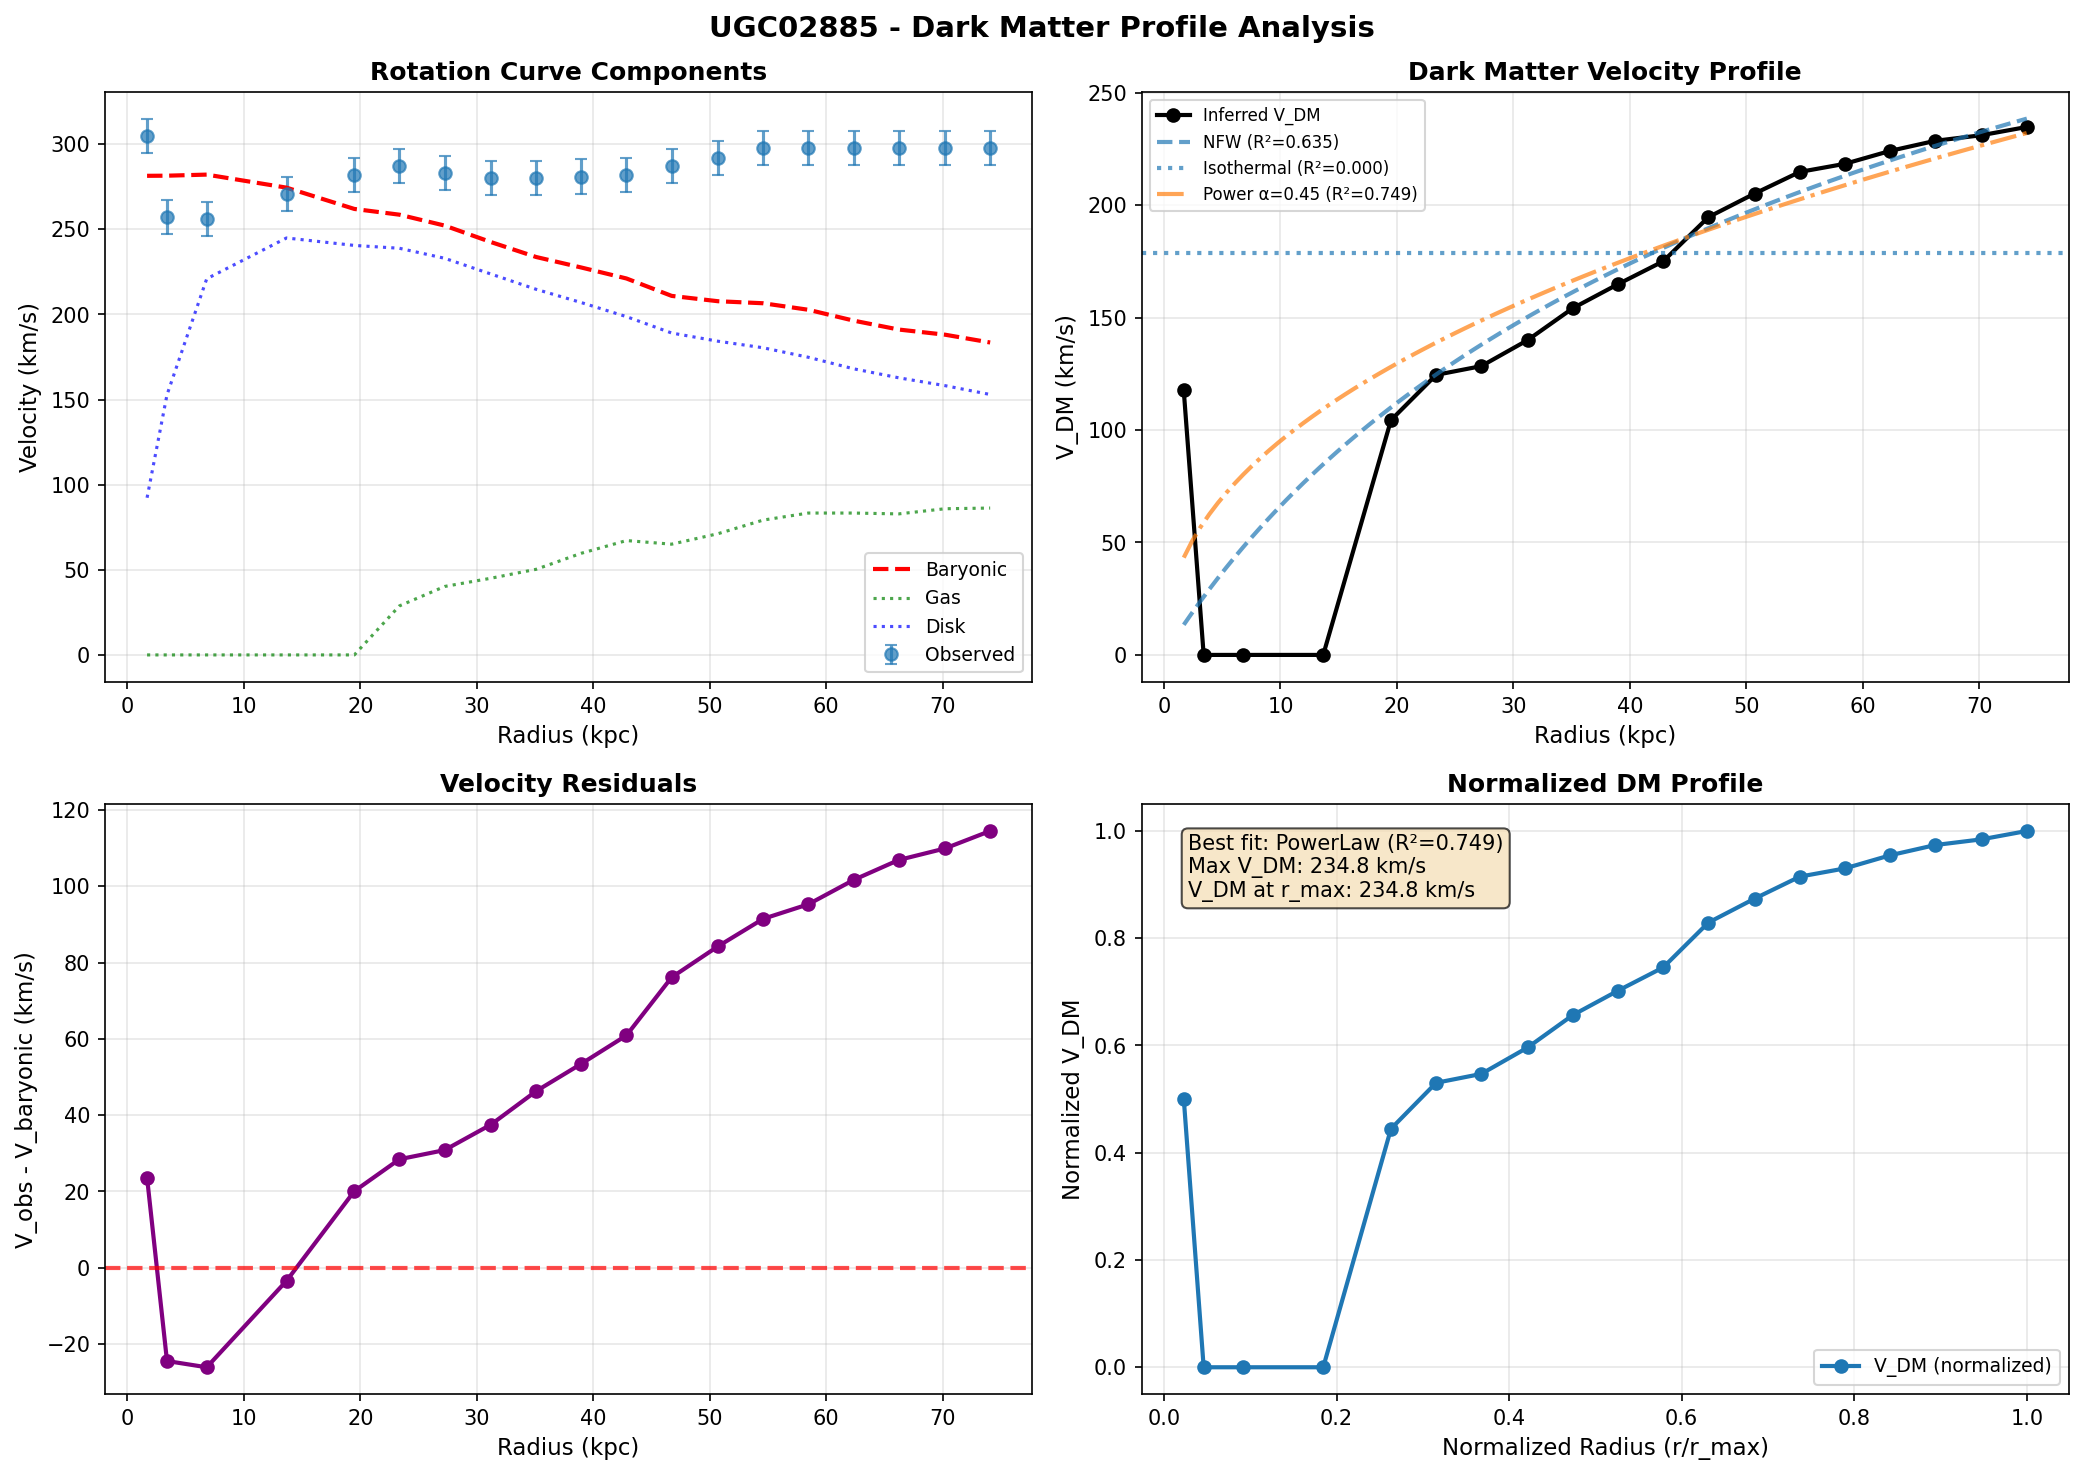 UGC02885 - Dark Matter Profile Analysis
Rotation Curve Components
Velocity (km/s)
300
250
200
150
100
50
0
0 10 20 30 40 50 60 70
Radius (kpc)
Baryonic
Gas
Disk
Observed
Dark Matter Velocity Profile
V_DM (km/s)
250
200
150
100
50
0
0 10 20 30 40 50 60 70
Radius (kpc)
Inferred V_DM
NFW (R²=0.635)
Isothermal (R²=0.000)
Power α=0.45 (R²=0.749)
Velocity Residuals
V_obs - V_baryonic (km/s)
120
100
80
60
40
20
0
−20
0 10 20 30 40 50 60 70
Radius (kpc)
Normalized DM Profile
Normalized V_DM
1.0
0.8
0.6
0.4
0.2
0.0
0.0 0.2 0.4 0.6 0.8 1.0
Normalized Radius (r/r_max)
Best fit: PowerLaw (R²=0.749)
Max V_DM: 234.8 km/s
V_DM at r_max: 234.8 km/s
V_DM (normalized)